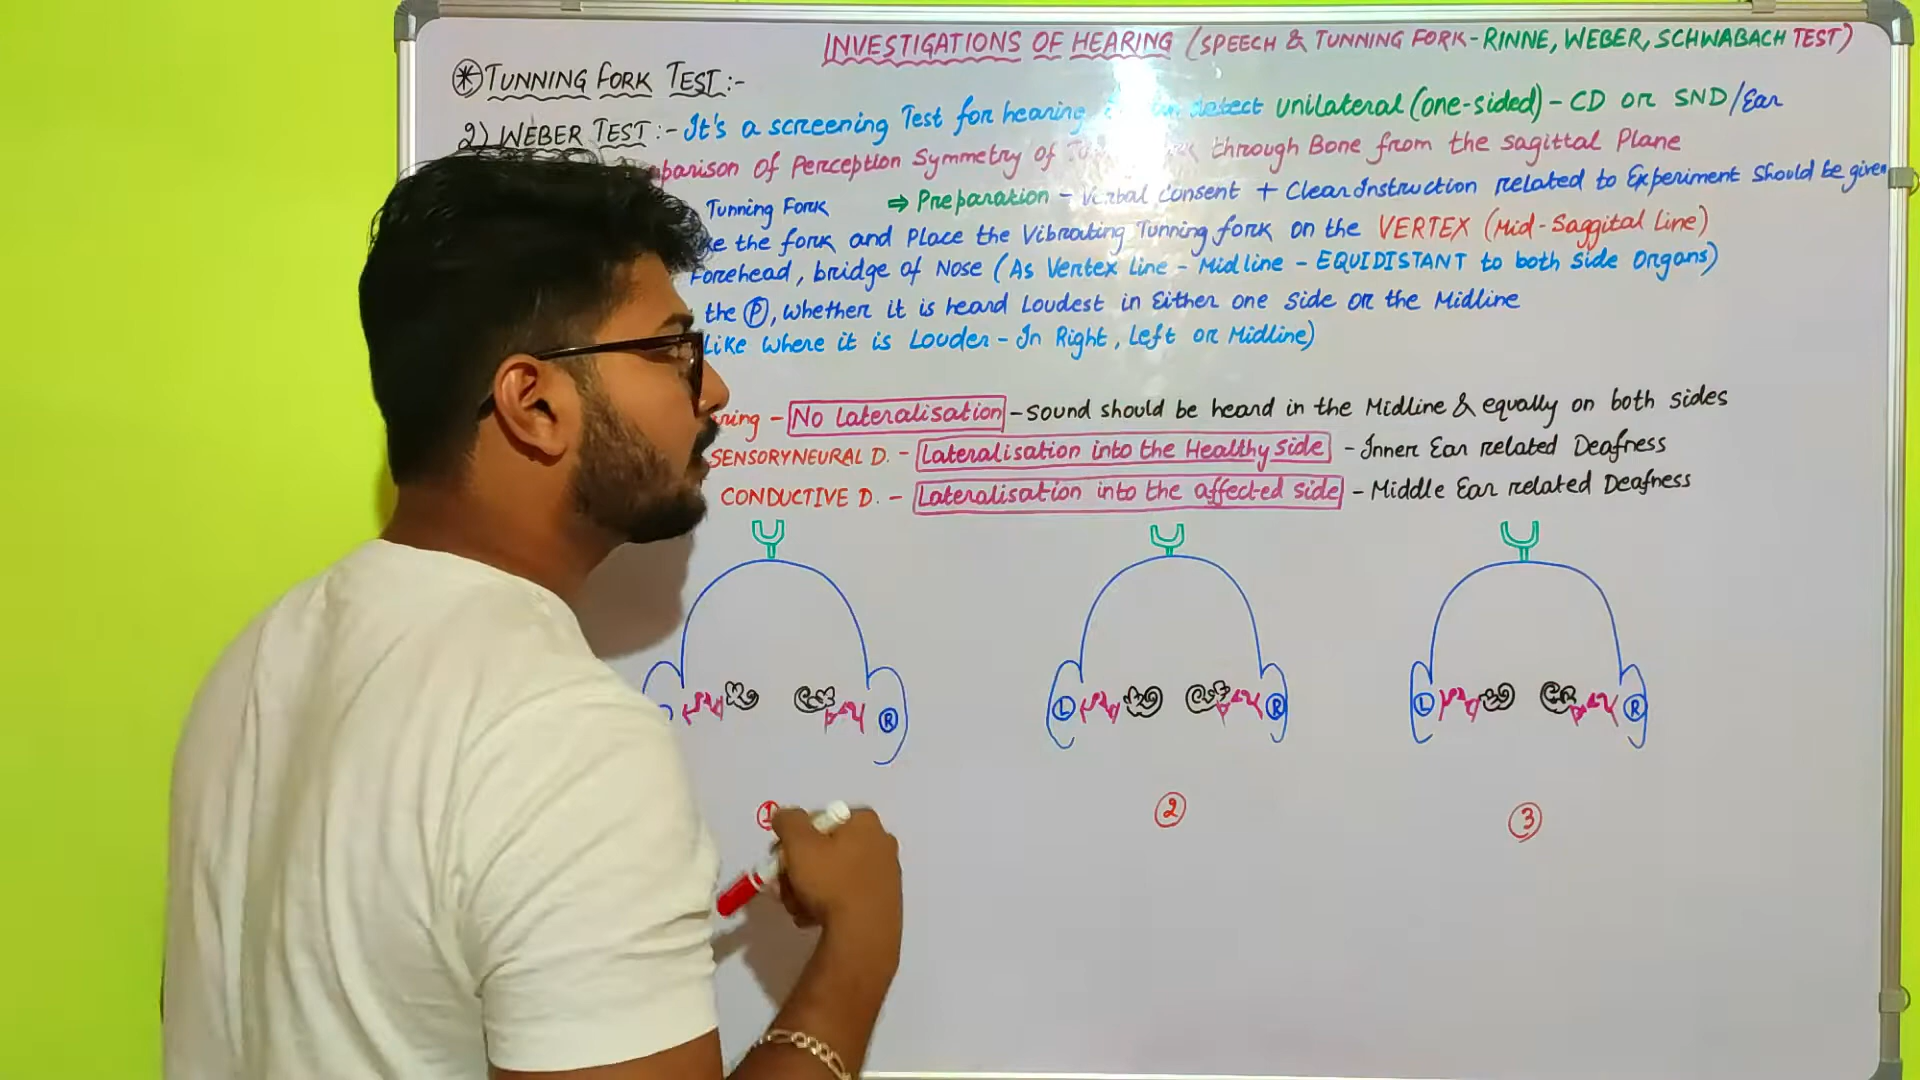 INVESTIGATIONS OF HEARING (SPEECH & TUNNING FORK - RINNE, WEBER, SCHWABACH TEST)
* TUNNING FORK TEST :-
2) WEBER TEST :- It's a screening Test for hearing detect unilateral (one-sided) - CD or SND/Ear
parison of Perception Symmetry of through Bone from the sagittal Plane
Tunning Fork ⇒ Preparation - Verbal Consent + Clear Instruction related to Experiment Should be given
ke the fork and Place the Vibrating Tunning fork on the VERTEX (Mid-Saggital Line)
Forehead, bridge of Nose (As Vertex line - Midline - EQUIDISTANT to both Side Organs)
the P, whether it is heard Loudest in Either one Side or the Midline
Like where it is Louder - In Right, Left or Midline)
ring - No Lateralisation - Sound should be heard in the Midline & equally on both sides
SENSORYNEURAL D. - Lateralisation into the Healthy side - Inner Ear related Deafness
CONDUCTIVE D. - Lateralisation into the affected side - Middle Ear related Deafness
R L R L R
1 2 3